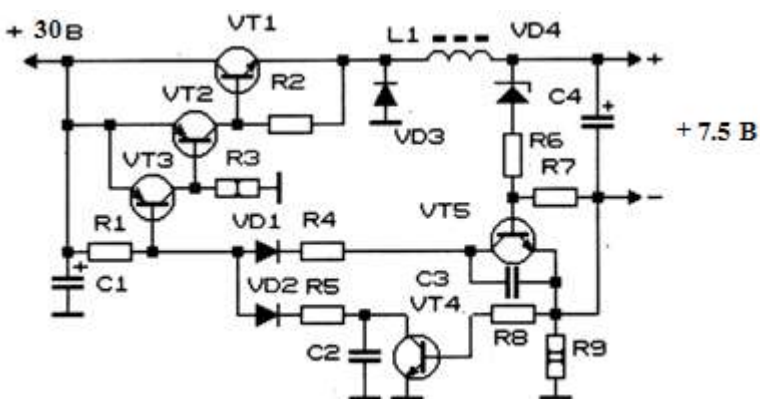 VT1
+ 30 В
L1
VD4
VT2
R2
C4
+
+
VD3
+ 7.5 В
VT3
R3
R6
R7
R1
VD1
R4
VT5
−
+
C1
VD2
R5
C3
VT4
C2
R8
R9